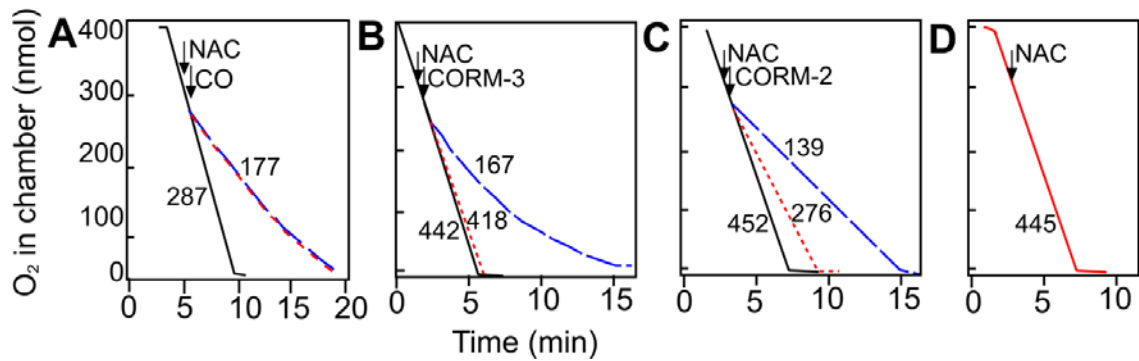 O₂ in chamber (nmol)
400
300
200
100
0
A
NAC
CO
177
287
0 5 10 15 20
B
NAC
CORM-3
167
442
418
0 5 10 15
C
NAC
CORM-2
139
452
276
0 5 10 15
D
NAC
445
0 5 10
Time (min)